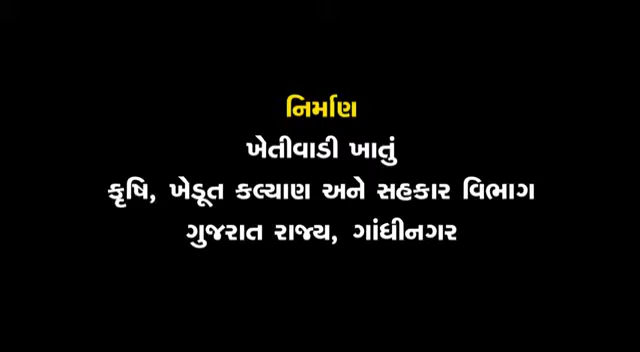 નિર્માણ
ખેતીવાડી ખાતું
કૃષિ, ખેડૂત કલ્યાણ અને સહકાર વિભાગ
ગુજરાત રાજ્ય, ગાંધીનગર